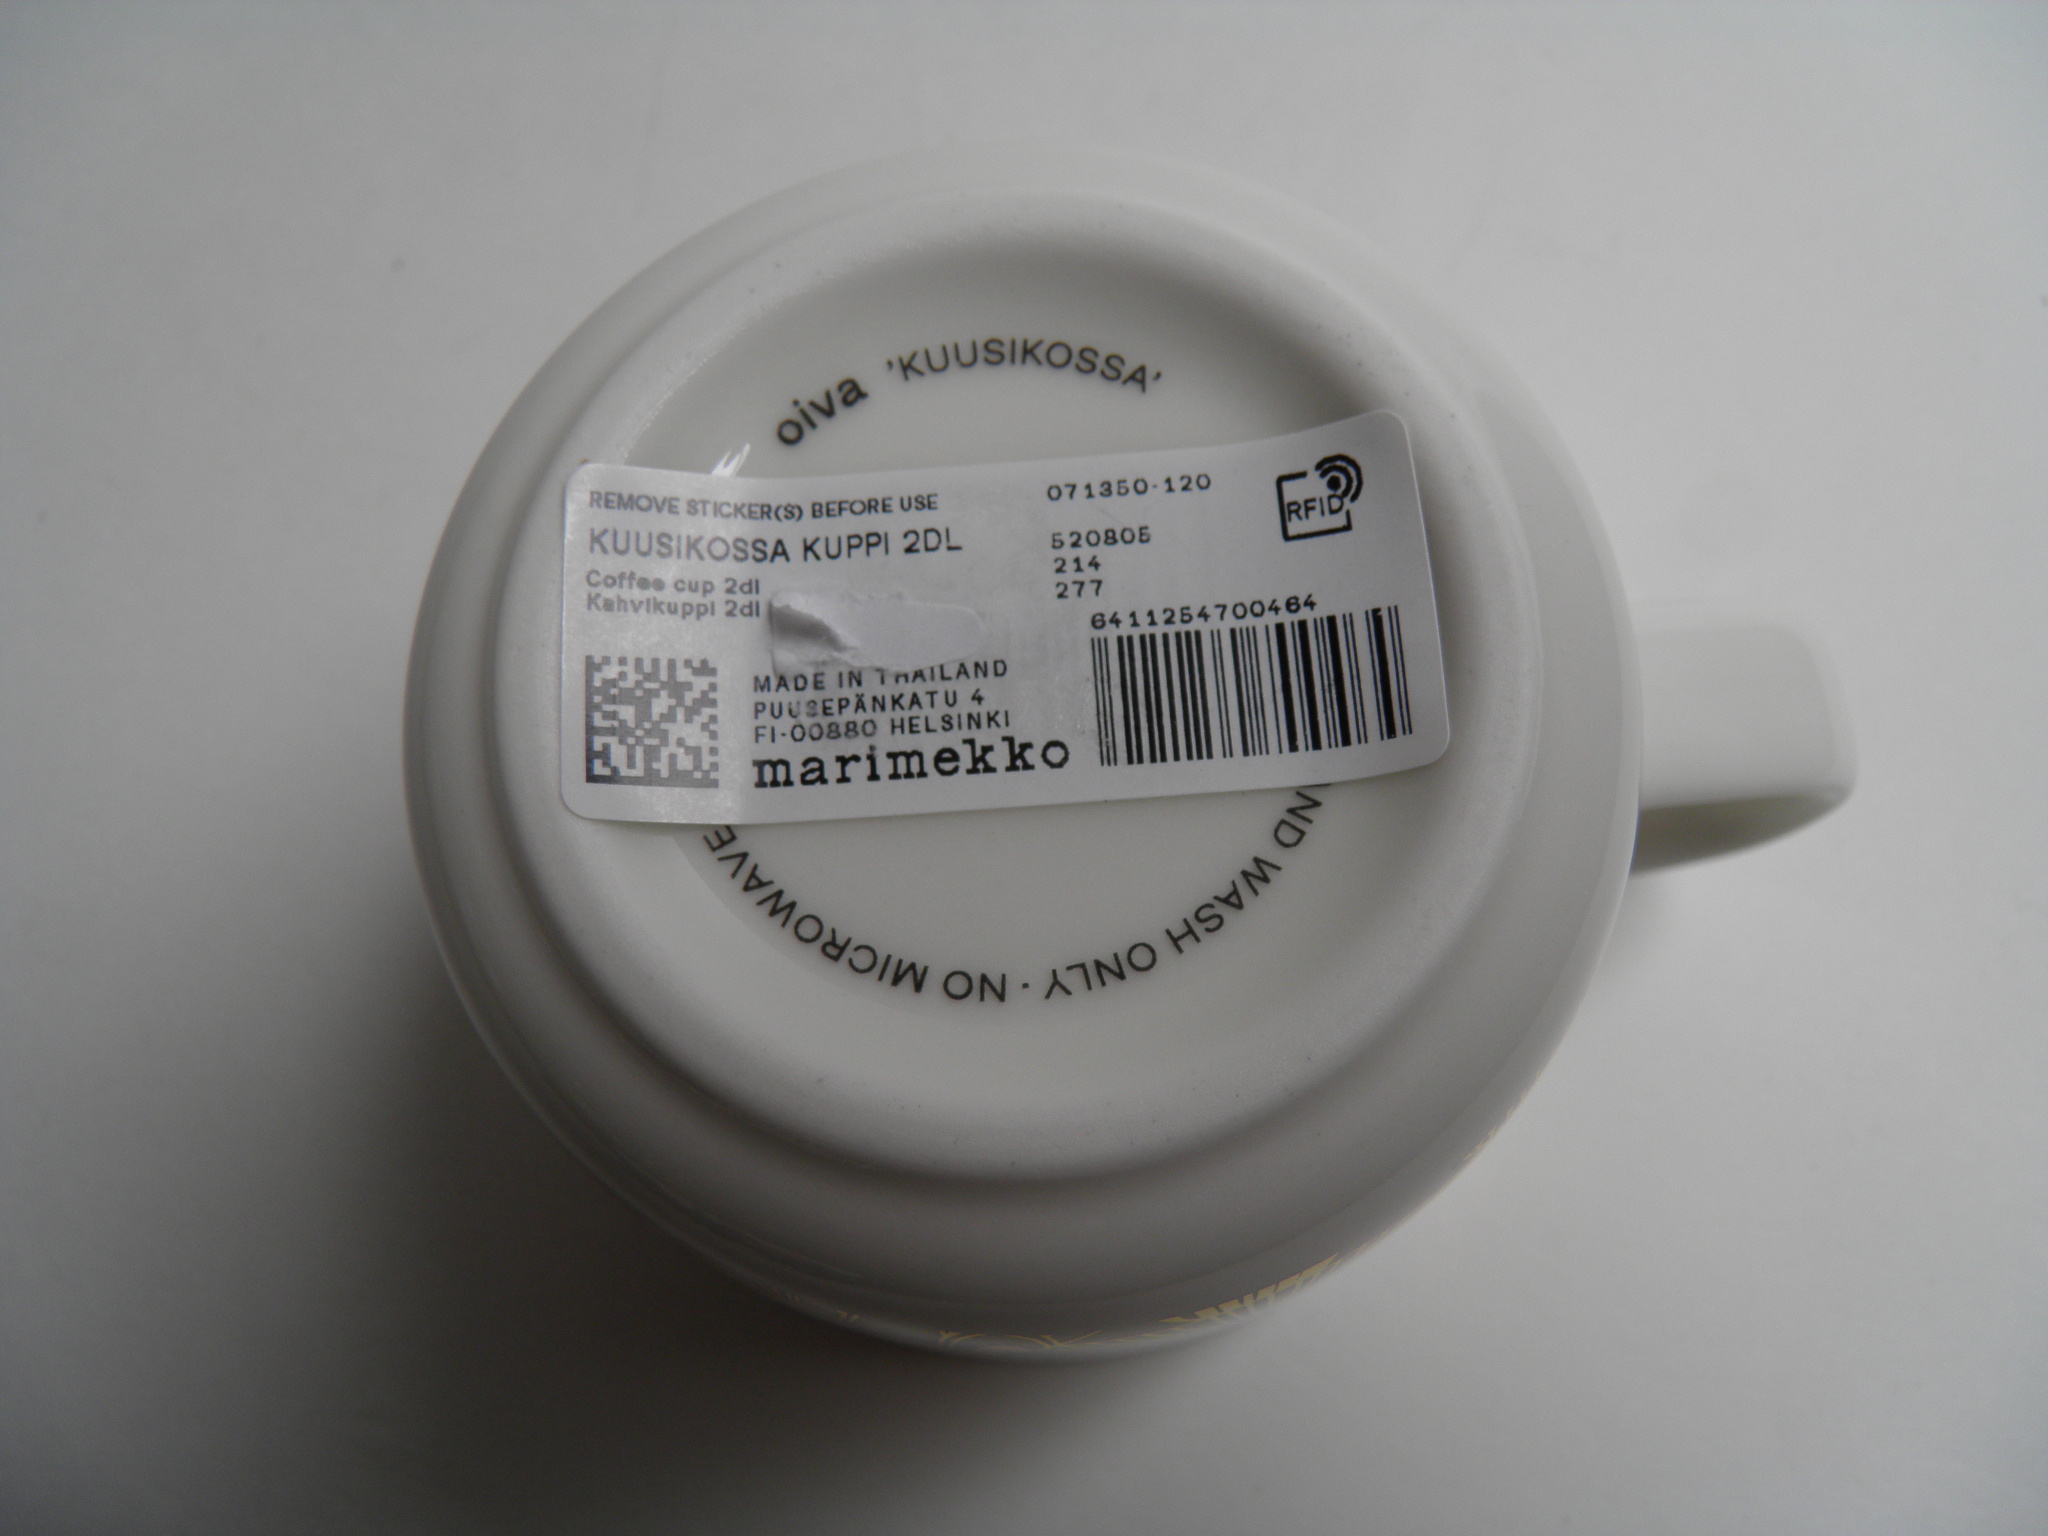 oiva 'KUUSIKOSSA'
REMOVE STICKER(S) BEFORE USE
KUUSIKOSSA KUPPI 2DL
Coffee cup 2dl
Kahvikuppi 2dl
MADE IN THAILAND
PUUSEPÄNKATU 4
FI-00880 HELSINKI
marimekko
071350-120
520805
214
277
6411254700464
RFID
ND WASH ONLY · NO MICROWAVE